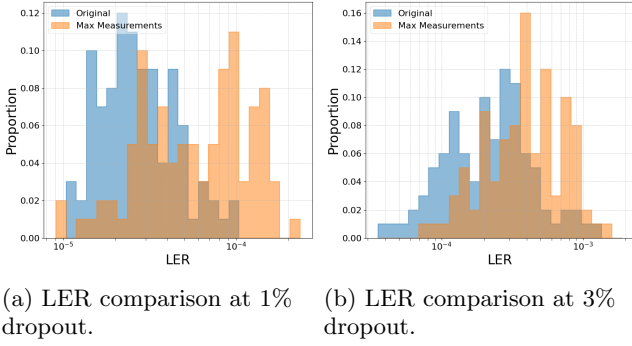 0.12
0.10
0.08
0.06
0.04
0.02
0.00
Proportion
Original
Max Measurements
10⁻⁵
10⁻⁴
LER
0.16
0.14
0.12
0.10
0.08
0.06
0.04
0.02
0.00
Proportion
Original
Max Measurements
10⁻⁴
10⁻³
LER
(a) LER comparison at 1%
dropout.
(b) LER comparison at 3%
dropout.